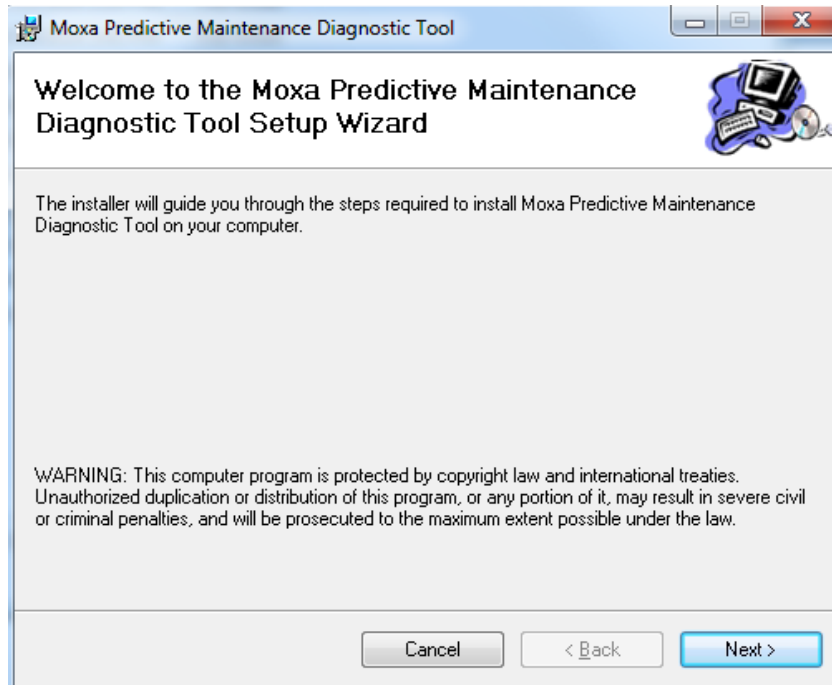 Moxa Predictive Maintenance Diagnostic Tool
Welcome to the Moxa Predictive Maintenance
Diagnostic Tool Setup Wizard
The installer will guide you through the steps required to install Moxa Predictive Maintenance
Diagnostic Tool on your computer.
WARNING: This computer program is protected by copyright law and international treaties.
Unauthorized duplication or distribution of this program, or any portion of it, may result in severe civil
or criminal penalties, and will be prosecuted to the maximum extent possible under the law.
Cancel
< Back
Next >